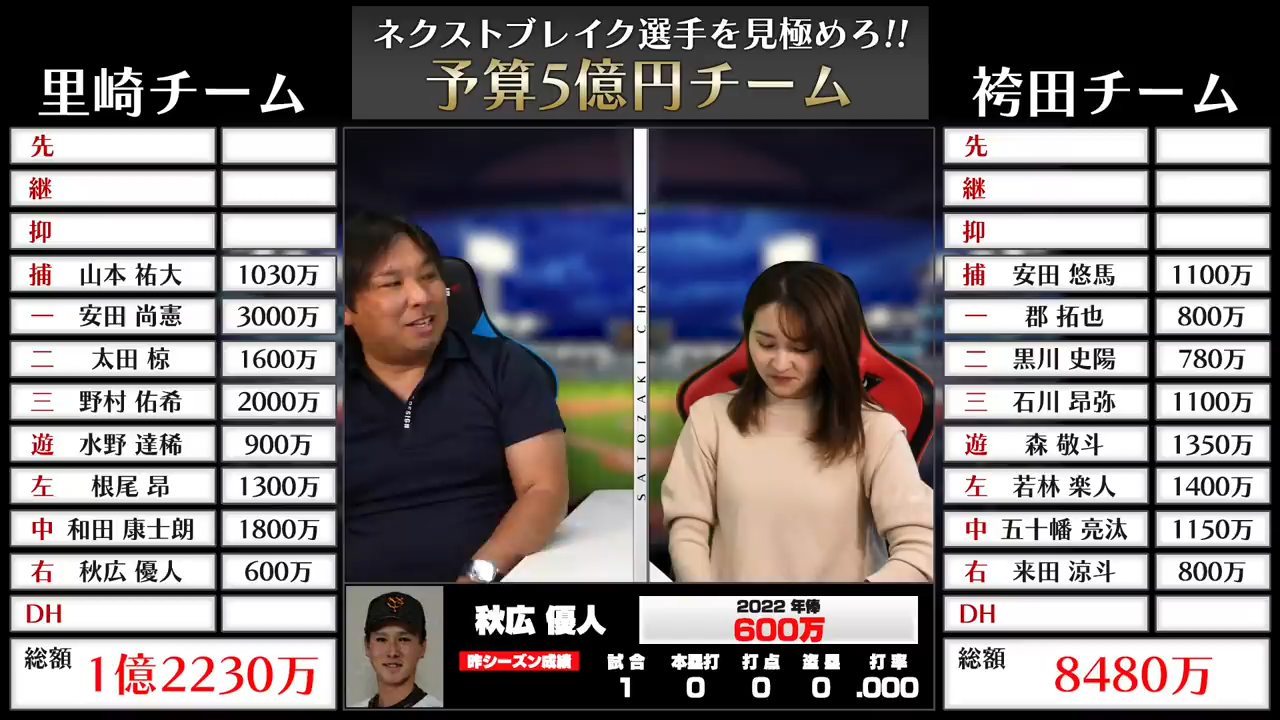 ネクストブレイク選手を見極めろ!!
予算5億円チーム
里崎チーム
先
継
抑
捕 山本 祐大 1030万
一 安田 尚憲 3000万
二 太田 椋 1600万
三 野村 佑希 2000万
遊 水野 達稀 900万
左 根尾 昂 1300万
中 和田 康士朗 1800万
右 秋広 優人 600万
DH
総額 1億2230万
SATOZAKI CHANNEL
袴田チーム
先
継
抑
捕 安田 悠馬 1100万
一 郡 拓也 800万
二 黒川 史陽 780万
三 石川 昂弥 1100万
遊 森 敬斗 1350万
左 若林 楽人 1400万
中 五十幡 亮汰 1150万
右 来田 涼斗 800万
DH
総額 8480万
秋広 優人
2022 年俸
600万
昨シーズン成績 試合 本塁打 打点 盗塁 打率
1 0 0 0 .000